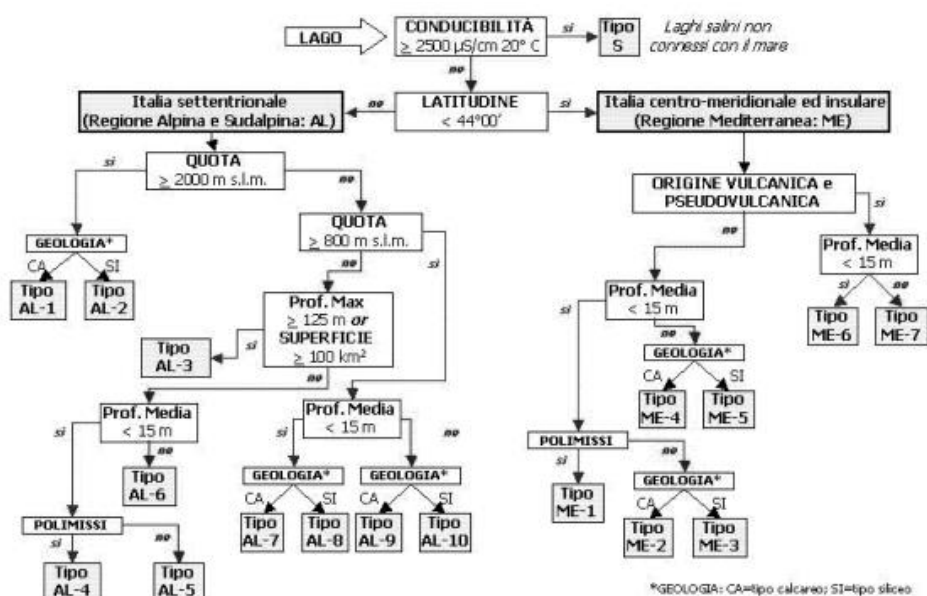 LAGO
CONDUCIBILITÀ
≥ 2500 µS/cm 20° C
si
Tipo
S
Laghi salini non
connessi con il mare
no
Italia settentrionale
(Regione Alpina e Sudalpina: AL)
no
LATITUDINE
< 44°00'
si
Italia centro-meridionale ed insulare
(Regione Mediterranea: ME)
si
QUOTA
≥ 2000 m s.l.m.
no
ORIGINE VULCANICA e
PSEUDOVULCANICA
si
no
QUOTA
≥ 800 m s.l.m.
no
si
GEOLOGIA*
CA
SI
Tipo
AL-1
Tipo
AL-2
Prof. Media
< 15 m
si
no
Tipo
ME-6
Tipo
ME-7
Prof. Media
< 15 m
si
no
Prof. Max
≥ 125 m or
SUPERFICIE
≥ 100 km²
si
no
Tipo
AL-3
GEOLOGIA*
CA
SI
Tipo
ME-4
Tipo
ME-5
Prof. Media
< 15 m
si
no
Tipo
AL-6
Prof. Media
< 15 m
si
no
POLIMISSI
si
no
Tipo
ME-1
GEOLOGIA*
CA
SI
Tipo
ME-2
Tipo
ME-3
GEOLOGIA*
CA
SI
Tipo
AL-7
Tipo
AL-8
GEOLOGIA*
CA
SI
Tipo
AL-9
Tipo
AL-10
POLIMISSI
si
no
Tipo
AL-4
Tipo
AL-5
*GEOLOGIA: CA=tipo calcareo; SI=tipo siliceo